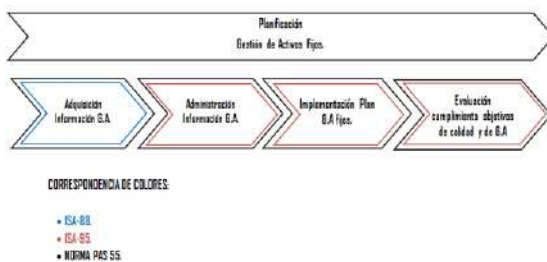 Planificación
Gestión de Activos Fijos.
Adquisición
Información G.A.
Administración
Información G.A.
Implementación Plan
G.A fijos.
Evaluación
cumplimiento objetivos
de calidad y de G.A
CORRESPONDENCIA DE COLORES:
• ISA-88.
• ISA-95.
• NORMA PAS 55.